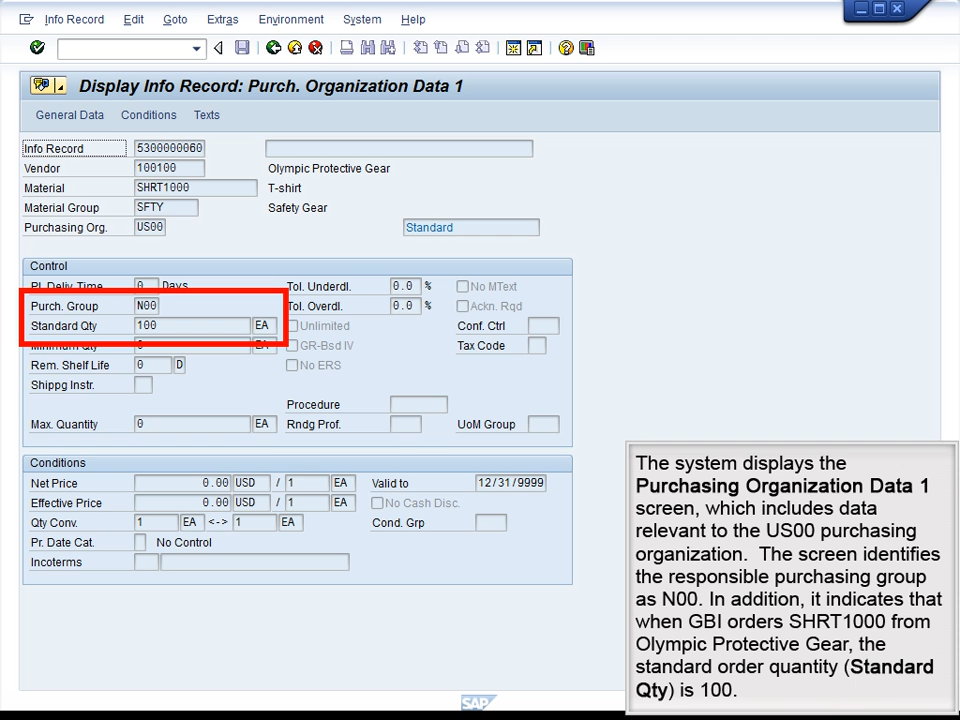 Info Record Edit Goto Extras Environment System Help
Display Info Record: Purch. Organization Data 1
General Data Conditions Texts
Info Record 5300000060
Vendor 100100 Olympic Protective Gear
Material SHRT1000 T-shirt
Material Group SFTY Safety Gear
Purchasing Org. US00 Standard
Control
Pl. Deliv. Time 0 Days Tol. Underdl. 0.0 % No MText
Purch. Group N00 Tol. Overdl. 0.0 % Ackn. Rqd
Standard Qty 100 EA Unlimited Conf. Ctrl
Minimum Qty 0 EA GR-Bsd IV Tax Code
Rem. Shelf Life 0 D No ERS
Shippg Instr.
Procedure
Max. Quantity 0 EA Rndg Prof. UoM Group
Conditions
Net Price 0.00 USD / 1 EA Valid to 12/31/9999
Effective Price 0.00 USD / 1 EA No Cash Disc.
Qty Conv. 1 EA <-> 1 EA Cond. Grp
Pr. Date Cat. No Control
Incoterms
The system displays the
Purchasing Organization Data 1
screen, which includes data
relevant to the US00 purchasing
organization. The screen identifies
the responsible purchasing group
as N00. In addition, it indicates that
when GBI orders SHRT1000 from
Olympic Protective Gear, the
standard order quantity (Standard
Qty) is 100.
SAP